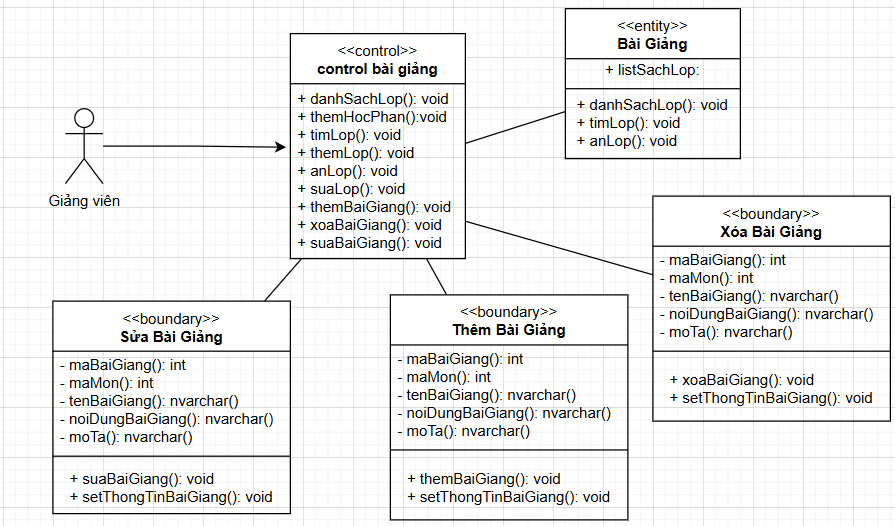 Giảng viên
<<control>>
control bài giảng
+ danhSachLop(): void
+ themHocPhan():void
+ timLop(): void
+ themLop(): void
+ anLop(): void
+ suaLop(): void
+ themBaiGiang(): void
+ xoaBaiGiang(): void
+ suaBaiGiang(): void
<<entity>>
Bài Giảng
+ listSachLop:
+ danhSachLop(): void
+ timLop(): void
+ anLop(): void
<<boundary>>
Xóa Bài Giảng
- maBaiGiang(): int
- maMon(): int
- tenBaiGiang(): nvarchar()
- noiDungBaiGiang(): nvarchar()
- moTa(): nvarchar()
+ xoaBaiGiang(): void
+ setThongTinBaiGiang(): void
<<boundary>>
Sửa Bài Giảng
- maBaiGiang(): int
- maMon(): int
- tenBaiGiang(): nvarchar()
- noiDungBaiGiang(): nvarchar()
- moTa(): nvarchar()
+ suaBaiGiang(): void
+ setThongTinBaiGiang(): void
<<boundary>>
Thêm Bài Giảng
- maBaiGiang(): int
- maMon(): int
- tenBaiGiang(): nvarchar()
- noiDungBaiGiang(): nvarchar()
- moTa(): nvarchar()
+ themBaiGiang(): void
+ setThongTinBaiGiang(): void